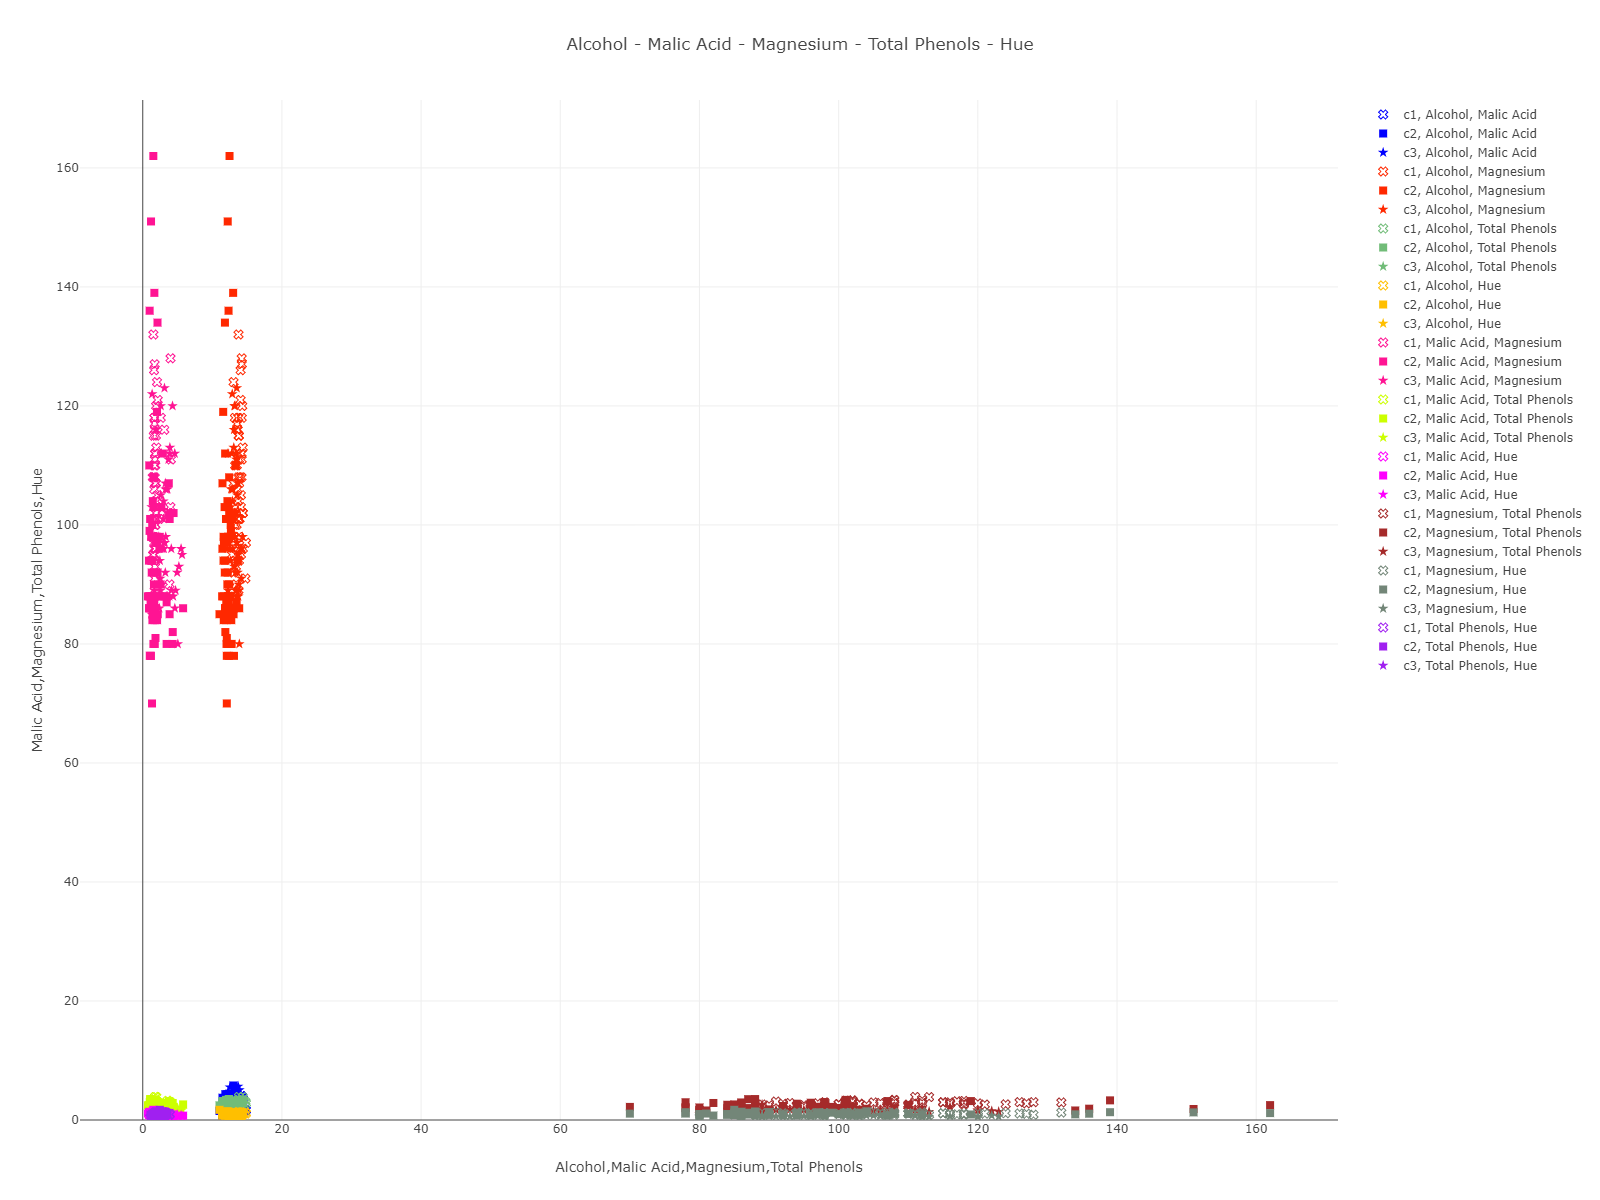 Alcohol - Malic Acid - Magnesium - Total Phenols - Hue
Malic Acid,Magnesium,Total Phenols,Hue
160
140
120
100
80
60
40
20
0
0
20
40
60
80
100
120
140
160
Alcohol,Malic Acid,Magnesium,Total Phenols
c1, Alcohol, Malic Acid
c2, Alcohol, Malic Acid
c3, Alcohol, Malic Acid
c1, Alcohol, Magnesium
c2, Alcohol, Magnesium
c3, Alcohol, Magnesium
c1, Alcohol, Total Phenols
c2, Alcohol, Total Phenols
c3, Alcohol, Total Phenols
c1, Alcohol, Hue
c2, Alcohol, Hue
c3, Alcohol, Hue
c1, Malic Acid, Magnesium
c2, Malic Acid, Magnesium
c3, Malic Acid, Magnesium
c1, Malic Acid, Total Phenols
c2, Malic Acid, Total Phenols
c3, Malic Acid, Total Phenols
c1, Malic Acid, Hue
c2, Malic Acid, Hue
c3, Malic Acid, Hue
c1, Magnesium, Total Phenols
c2, Magnesium, Total Phenols
c3, Magnesium, Total Phenols
c1, Magnesium, Hue
c2, Magnesium, Hue
c3, Magnesium, Hue
c1, Total Phenols, Hue
c2, Total Phenols, Hue
c3, Total Phenols, Hue